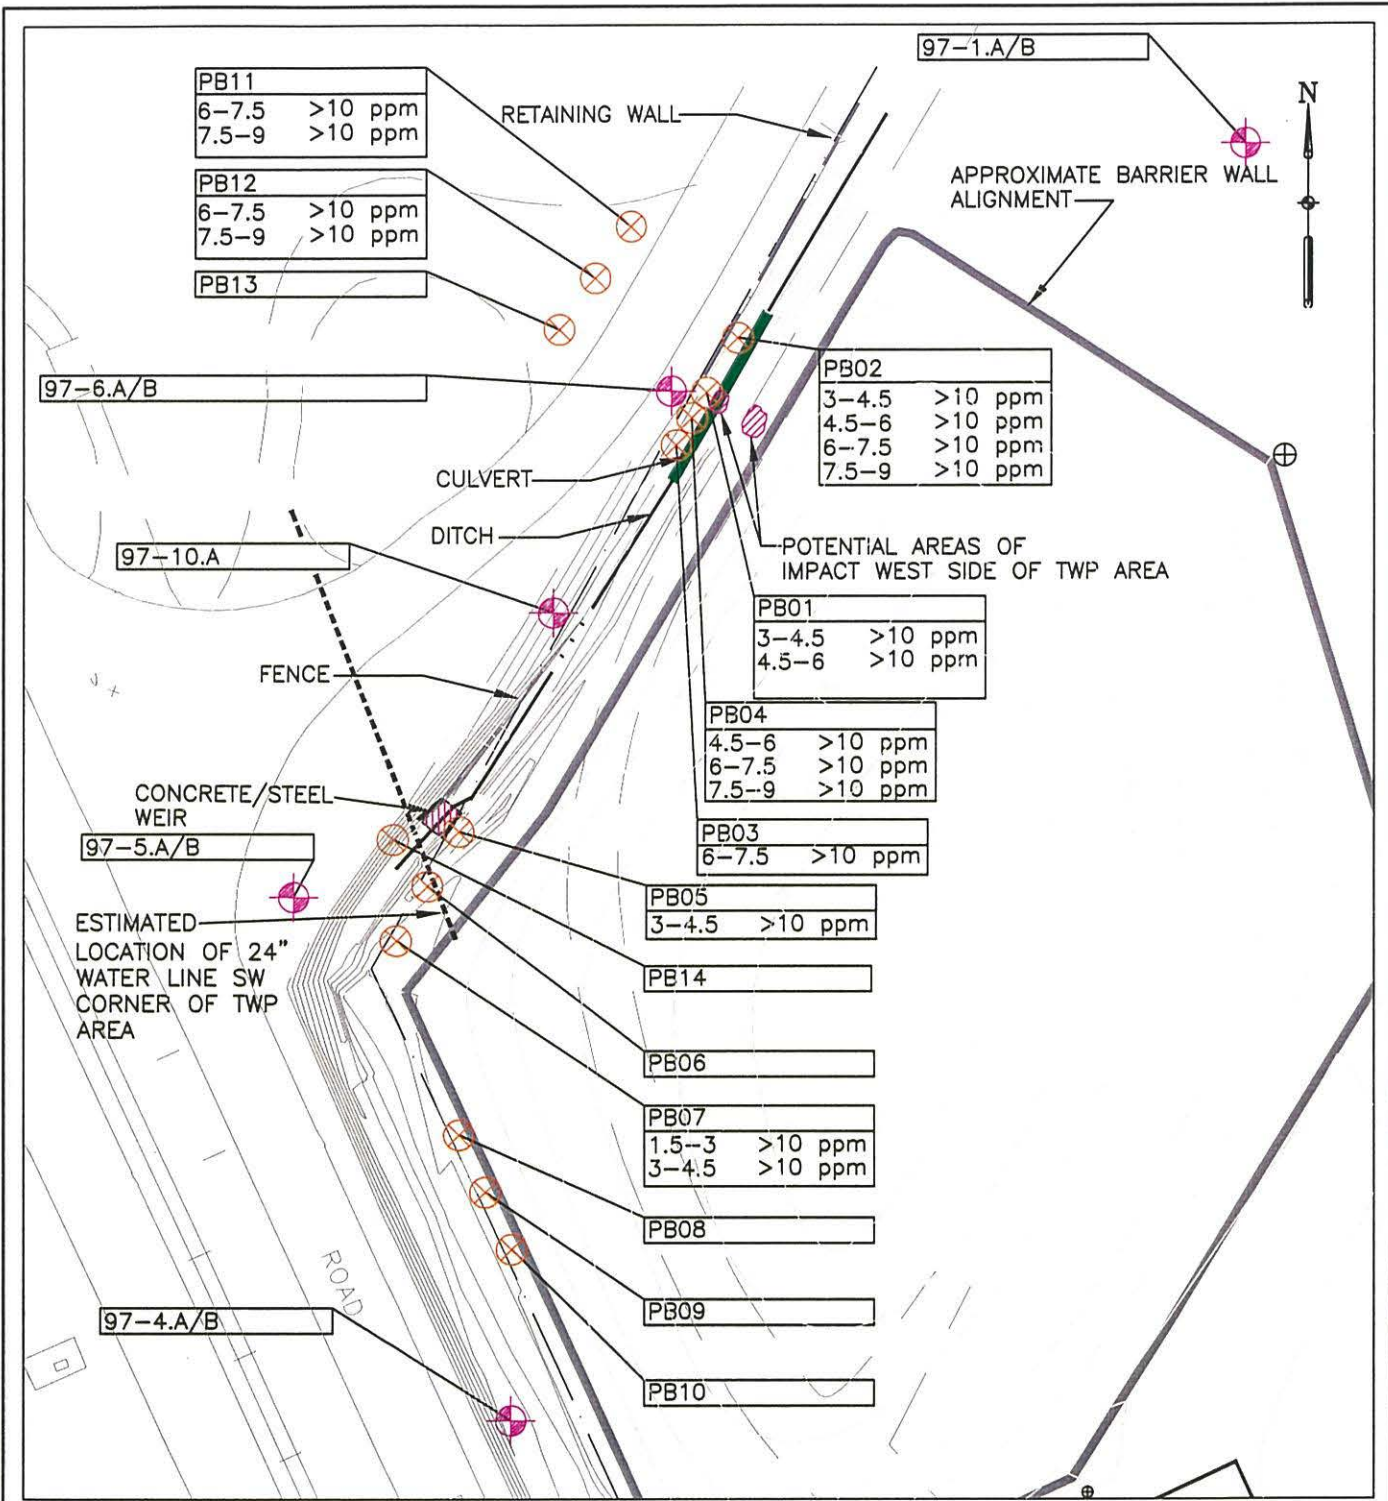 97-1.A/B
N
PB11
6-7.5 >10 ppm
7.5-9 >10 ppm
RETAINING WALL
PB12
6-7.5 >10 ppm
7.5-9 >10 ppm
APPROXIMATE BARRIER WALL
ALIGNMENT
PB13
97-6.A/B
PB02
3-4.5 >10 ppm
4.5-6 >10 ppm
6-7.5 >10 ppm
7.5-9 >10 ppm
CULVERT
DITCH
97-10.A
POTENTIAL AREAS OF
IMPACT WEST SIDE OF TWP AREA
PB01
3-4.5 >10 ppm
4.5-6 >10 ppm
FENCE
PB04
4.5-6 >10 ppm
6-7.5 >10 ppm
7.5-9 >10 ppm
CONCRETE/STEEL
WEIR
97-5.A/B
PB03
6-7.5 >10 ppm
PB05
3-4.5 >10 ppm
ESTIMATED
LOCATION OF 24"
WATER LINE SW
CORNER OF TWP
AREA
PB14
PB06
PB07
1.5-3 >10 ppm
3-4.5 >10 ppm
PB08
ROAD
PB09
97-4.A/B
PB10